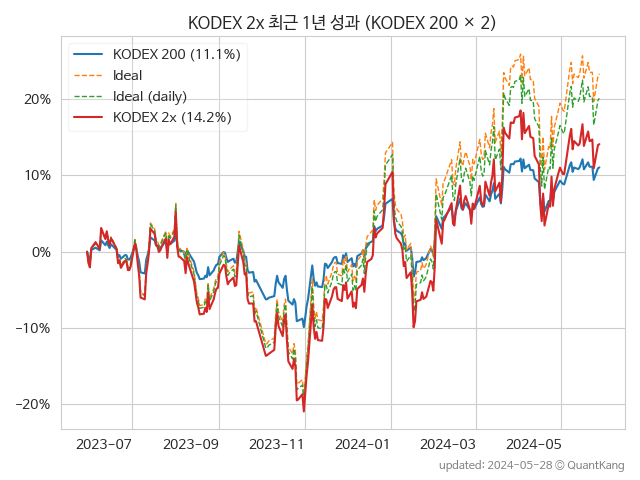 KODEX 2x 최근 1년 성과 (KODEX 200 × 2)
KODEX 200 (11.1%)
Ideal
Ideal (daily)
KODEX 2x (14.2%)
20%
10%
0%
−10%
−20%
2023-07
2023-09
2023-11
2024-01
2024-03
2024-05
updated: 2024-05-28 © QuantKang